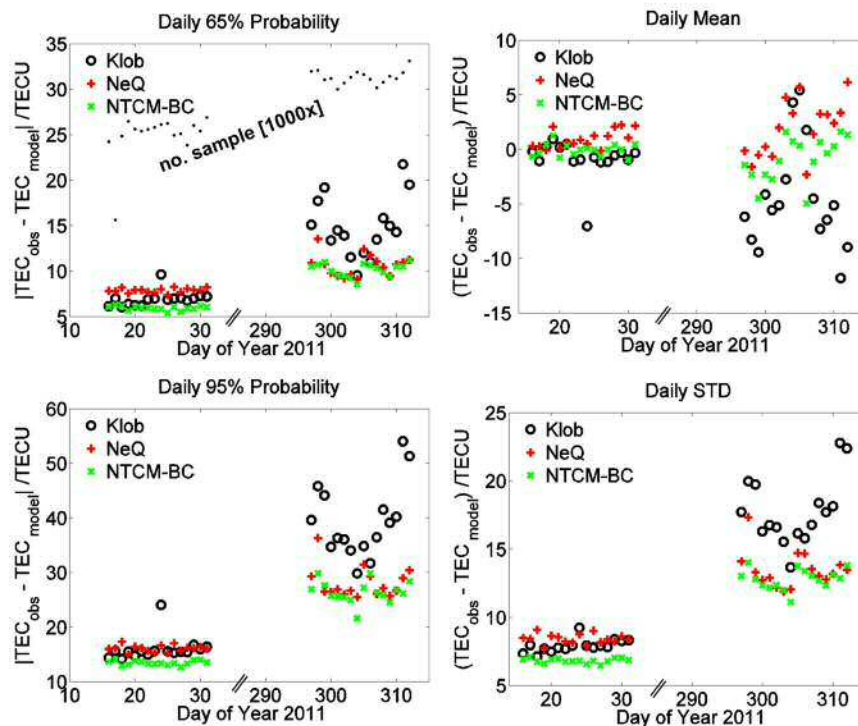 Daily 65% Probability
35
30
25
20
15
10
5
10
20
30
290
300
310
Klob
NeQ
NTCM-BC
no. sample [1000x]
|TEC_obs - TEC_model| /TECU
Day of Year 2011
Daily Mean
10
5
0
-5
-10
-15
20
30
290
300
310
Klob
NeQ
NTCM-BC
(TEC_obs - TEC_model) /TECU
Day of Year 2011
Daily 95% Probability
60
50
40
30
20
10
10
20
30
290
300
310
Klob
NeQ
NTCM-BC
|TEC_obs - TEC_model| /TECU
Day of Year 2011
Daily STD
25
20
15
10
5
20
30
290
300
310
Klob
NeQ
NTCM-BC
(TEC_obs - TEC_model) /TECU
Day of Year 2011